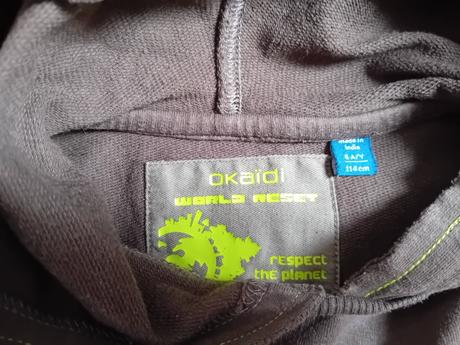 OKaïdi
WORLD RESET
RESPECT
THE PLANET
made in
India
6 A/Y
114cm